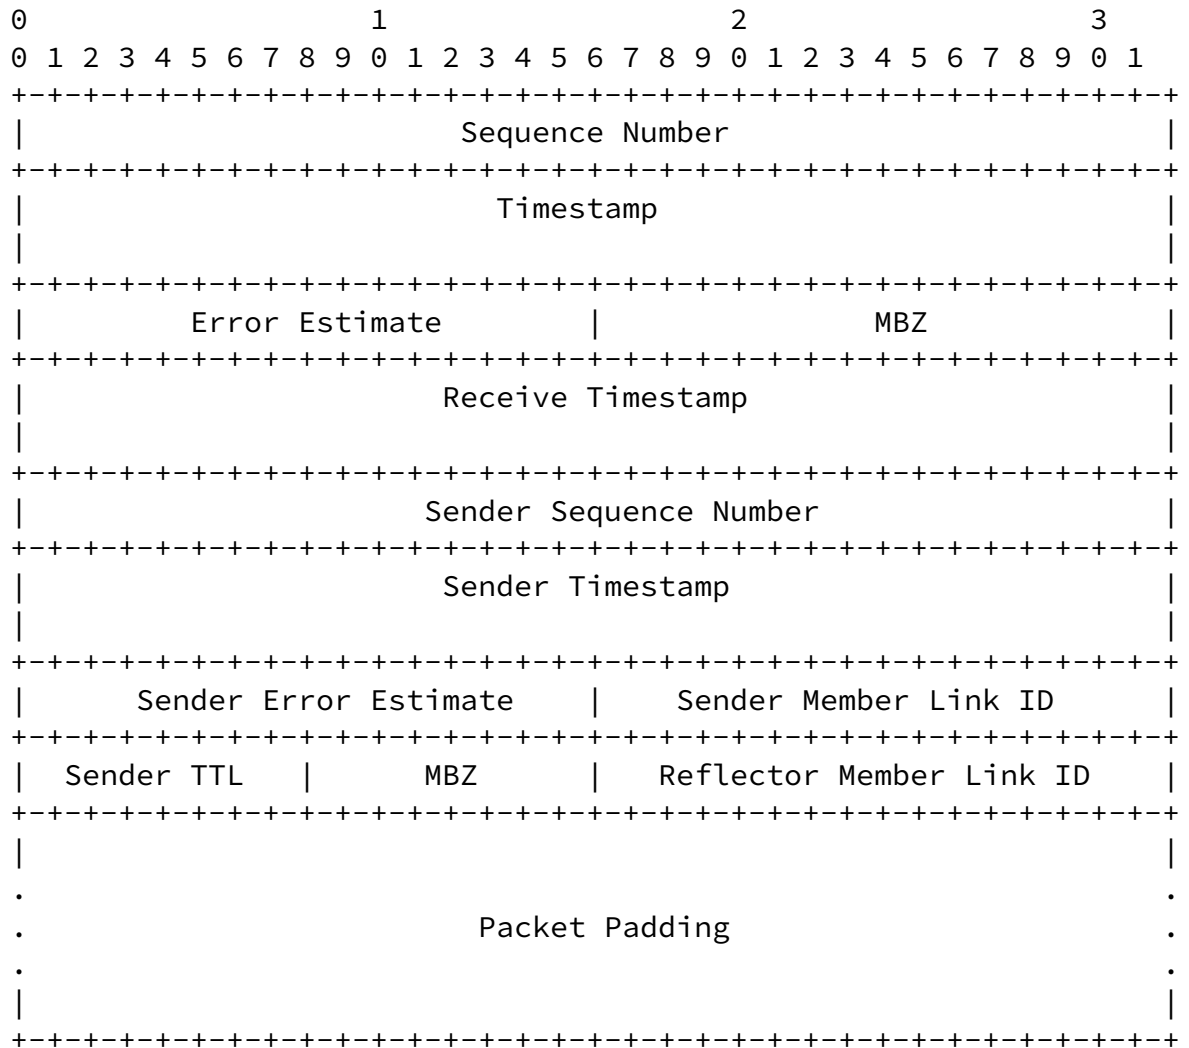 0                   1                   2                   3
0 1 2 3 4 5 6 7 8 9 0 1 2 3 4 5 6 7 8 9 0 1 2 3 4 5 6 7 8 9 0 1
+-+-+-+-+-+-+-+-+-+-+-+-+-+-+-+-+-+-+-+-+-+-+-+-+-+-+-+-+-+-+-+-+
|                        Sequence Number                        |
+-+-+-+-+-+-+-+-+-+-+-+-+-+-+-+-+-+-+-+-+-+-+-+-+-+-+-+-+-+-+-+-+
|                          Timestamp                            |
|                                                               |
+-+-+-+-+-+-+-+-+-+-+-+-+-+-+-+-+-+-+-+-+-+-+-+-+-+-+-+-+-+-+-+-+
|         Error Estimate        |               MBZ             |
+-+-+-+-+-+-+-+-+-+-+-+-+-+-+-+-+-+-+-+-+-+-+-+-+-+-+-+-+-+-+-+-+
|                       Receive Timestamp                       |
|                                                               |
+-+-+-+-+-+-+-+-+-+-+-+-+-+-+-+-+-+-+-+-+-+-+-+-+-+-+-+-+-+-+-+-+
|                      Sender Sequence Number                   |
+-+-+-+-+-+-+-+-+-+-+-+-+-+-+-+-+-+-+-+-+-+-+-+-+-+-+-+-+-+-+-+-+
|                       Sender Timestamp                        |
|                                                               |
+-+-+-+-+-+-+-+-+-+-+-+-+-+-+-+-+-+-+-+-+-+-+-+-+-+-+-+-+-+-+-+-+
|      Sender Error Estimate    |    Sender Member Link ID      |
+-+-+-+-+-+-+-+-+-+-+-+-+-+-+-+-+-+-+-+-+-+-+-+-+-+-+-+-+-+-+-+-+
|  Sender TTL   |      MBZ      |   Reflector Member Link ID    |
+-+-+-+-+-+-+-+-+-+-+-+-+-+-+-+-+-+-+-+-+-+-+-+-+-+-+-+-+-+-+-+-+
|                                                               |
.                                                               .
.                         Packet Padding                        .
.                                                               .
|                                                               |
+-+-+-+-+-+-+-+-+-+-+-+-+-+-+-+-+-+-+-+-+-+-+-+-+-+-+-+-+-+-+-+-+